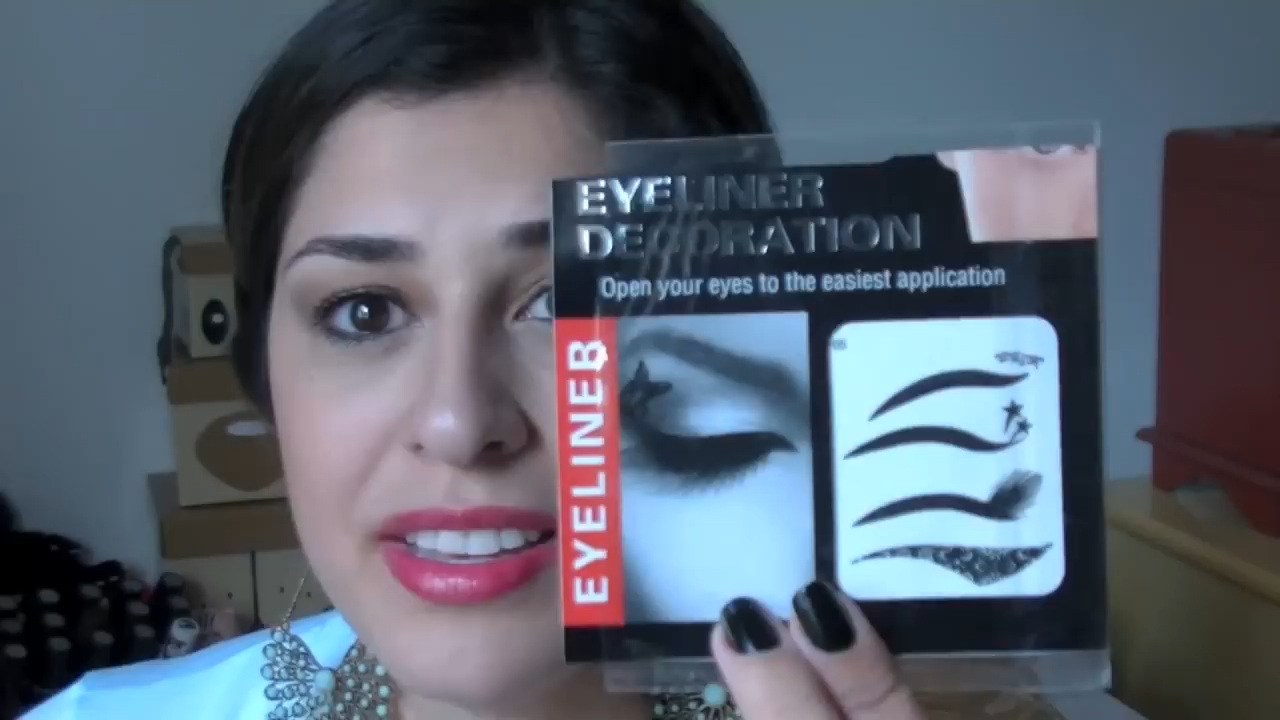 EYELINER
DECORATION
Open your eyes to the easiest application
EYELINER